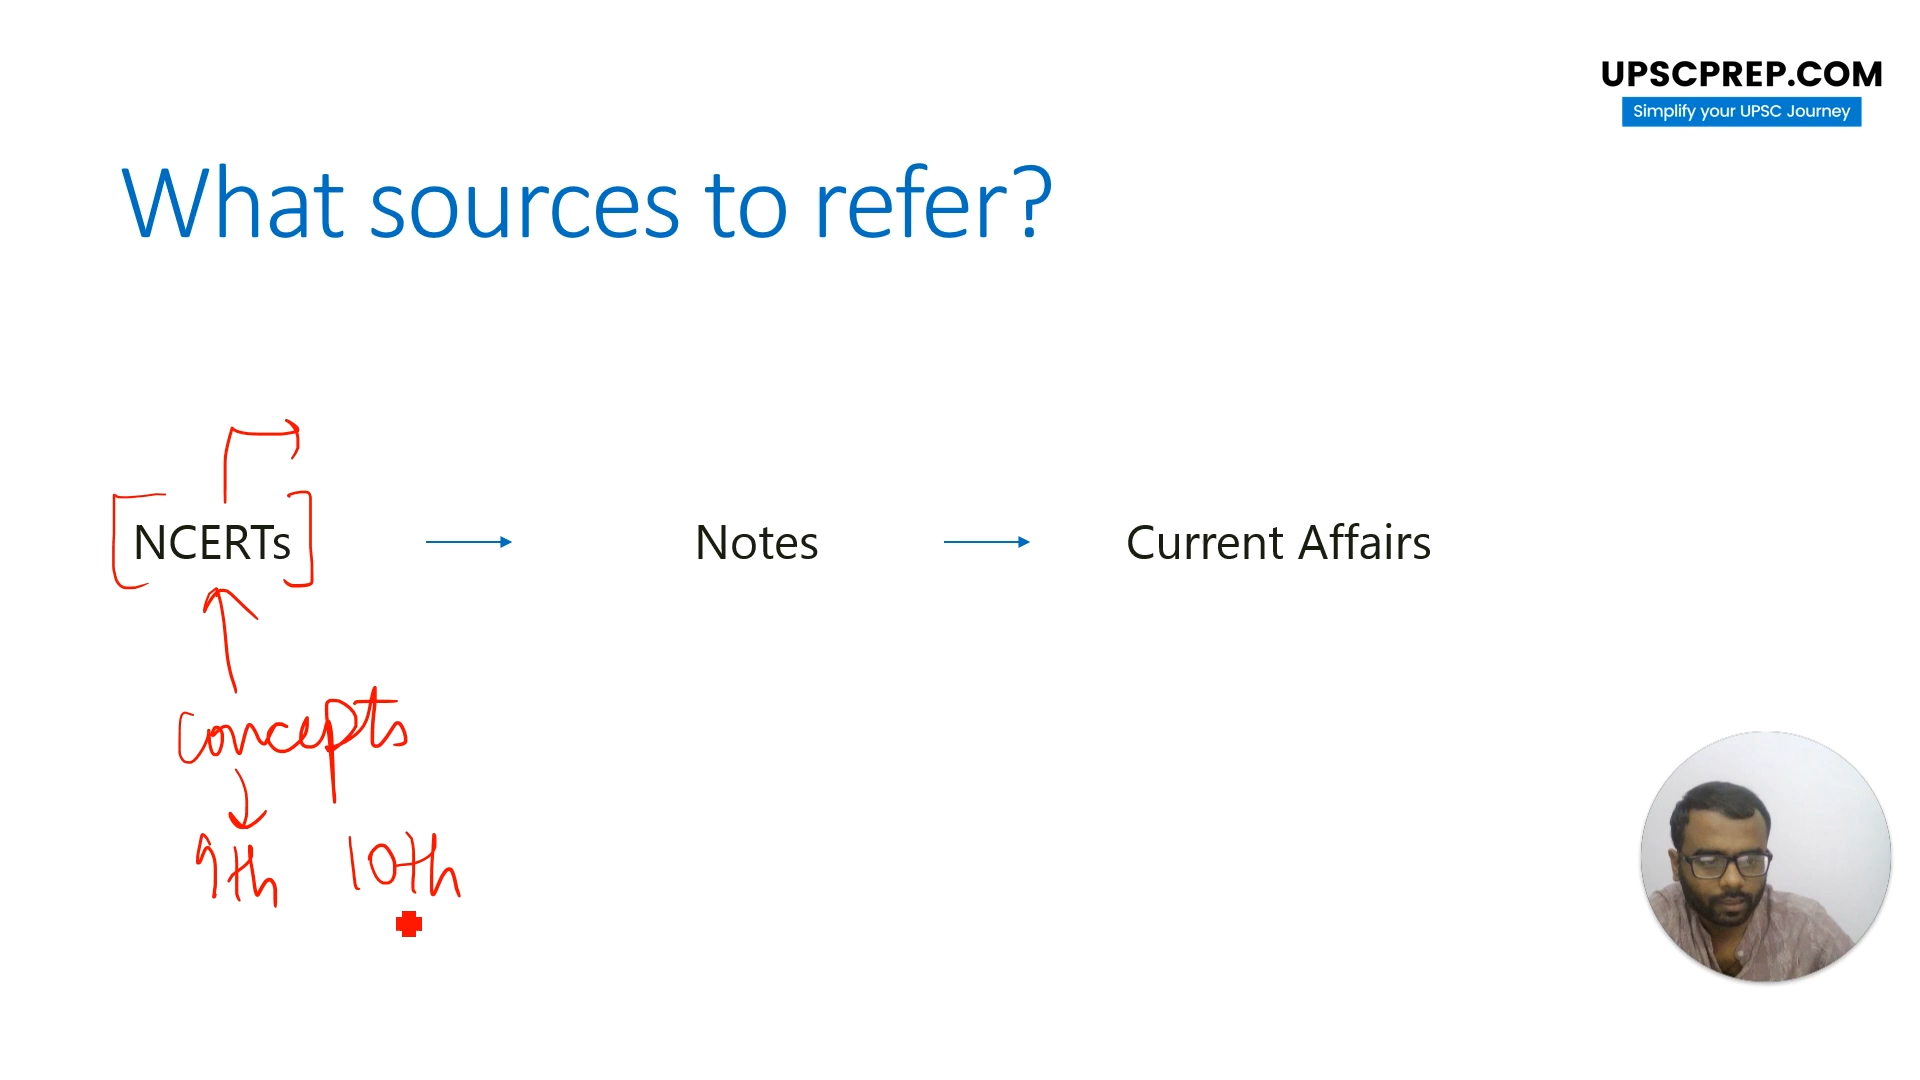 UPSCPREP.COM
Simplify your UPSC Journey
What sources to refer?
NCERTs → Notes → Current Affairs
concepts
9th 10th